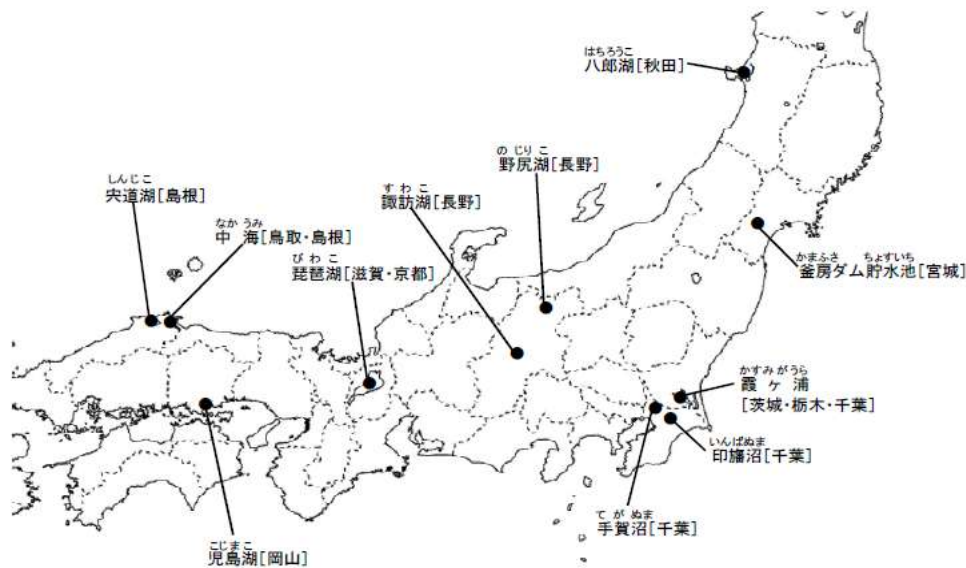 はちろうこ
八郎湖[秋田]
の じりこ
野尻湖[長野]
すわこ
諏訪湖[長野]
しんじこ
宍道湖[島根]
なか うみ
中 海[鳥取・島根]
びわこ
琵琶湖[滋賀・京都]
かまふさ ちょすいち
釜房ダム貯水池[宮城]
かすみがうら
霞ヶ浦
[茨城・栃木・千葉]
いんばぬま
印旛沼[千葉]
てがぬま
手賀沼[千葉]
こじまこ
児島湖[岡山]